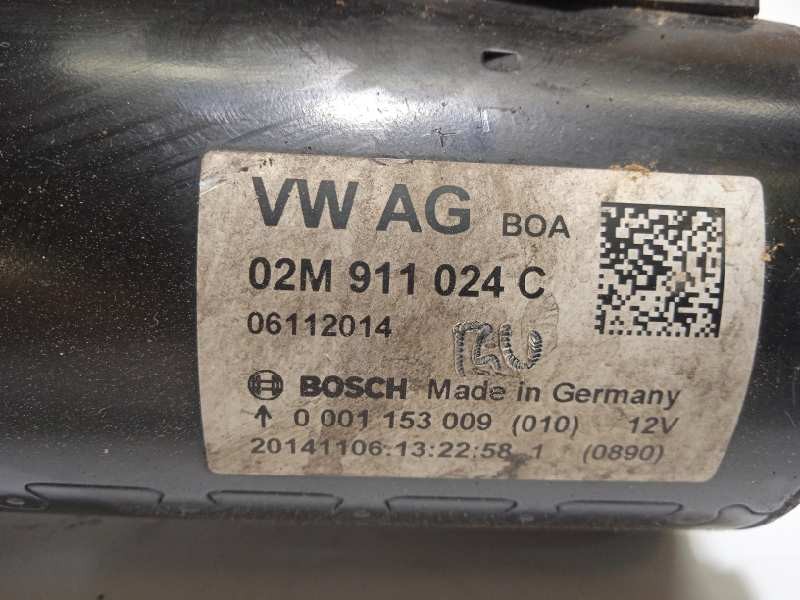 VW AG BOA
02M 911 024 C
06112014
BOSCH Made in Germany
↑ 0 001 153 009 (010) 12V
20141106:13:22:58 1 (0890)